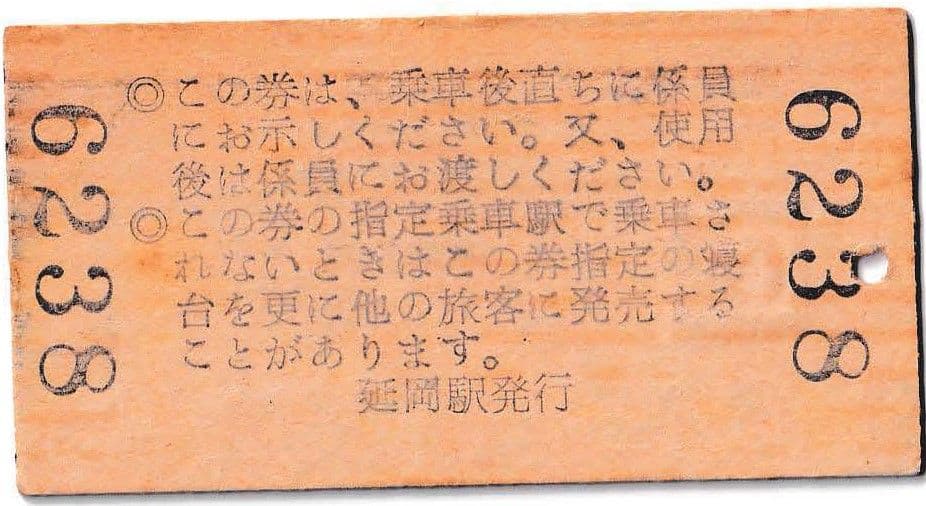 6238
◎この券は、乗車後直ちに係員
にお示しください。又、使用
後は係員にお渡しください。
◎この券の指定乗車駅で乗車さ
れないときはこの券指定の寝
台を更に他の旅客に発売する
ことがあります。
延岡駅発行
6238